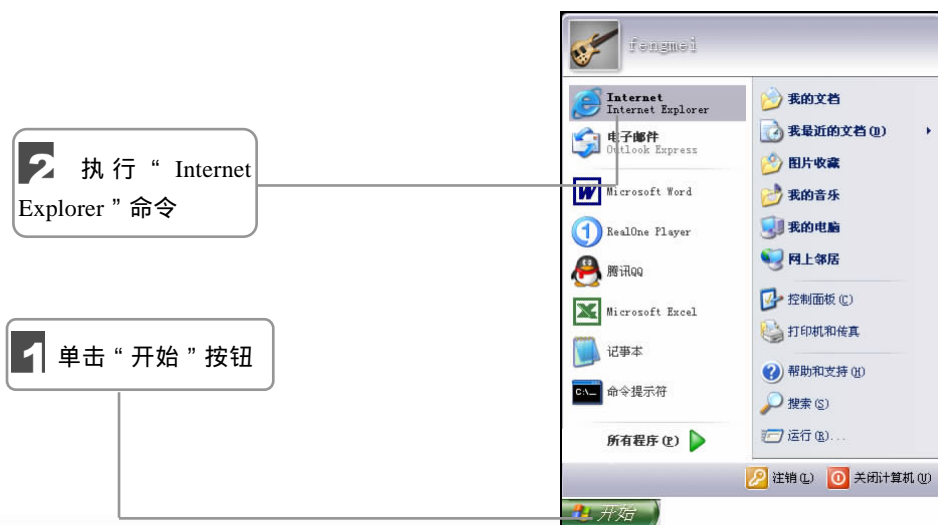 fengmei
Internet
Internet Explorer
电子邮件
Outlook Express
Microsoft Word
RealOne Player
腾讯QQ
Microsoft Excel
记事本
C:\_
命令提示符
所有程序(P)
我的文档
我最近的文档(D)
图片收藏
我的音乐
我的电脑
网上邻居
控制面板(C)
打印机和传真
帮助和支持(H)
搜索(S)
运行(R)...
注销(L)
关闭计算机(U)
开始
2 执行“Internet
Explorer”命令
1 单击“开始”按钮